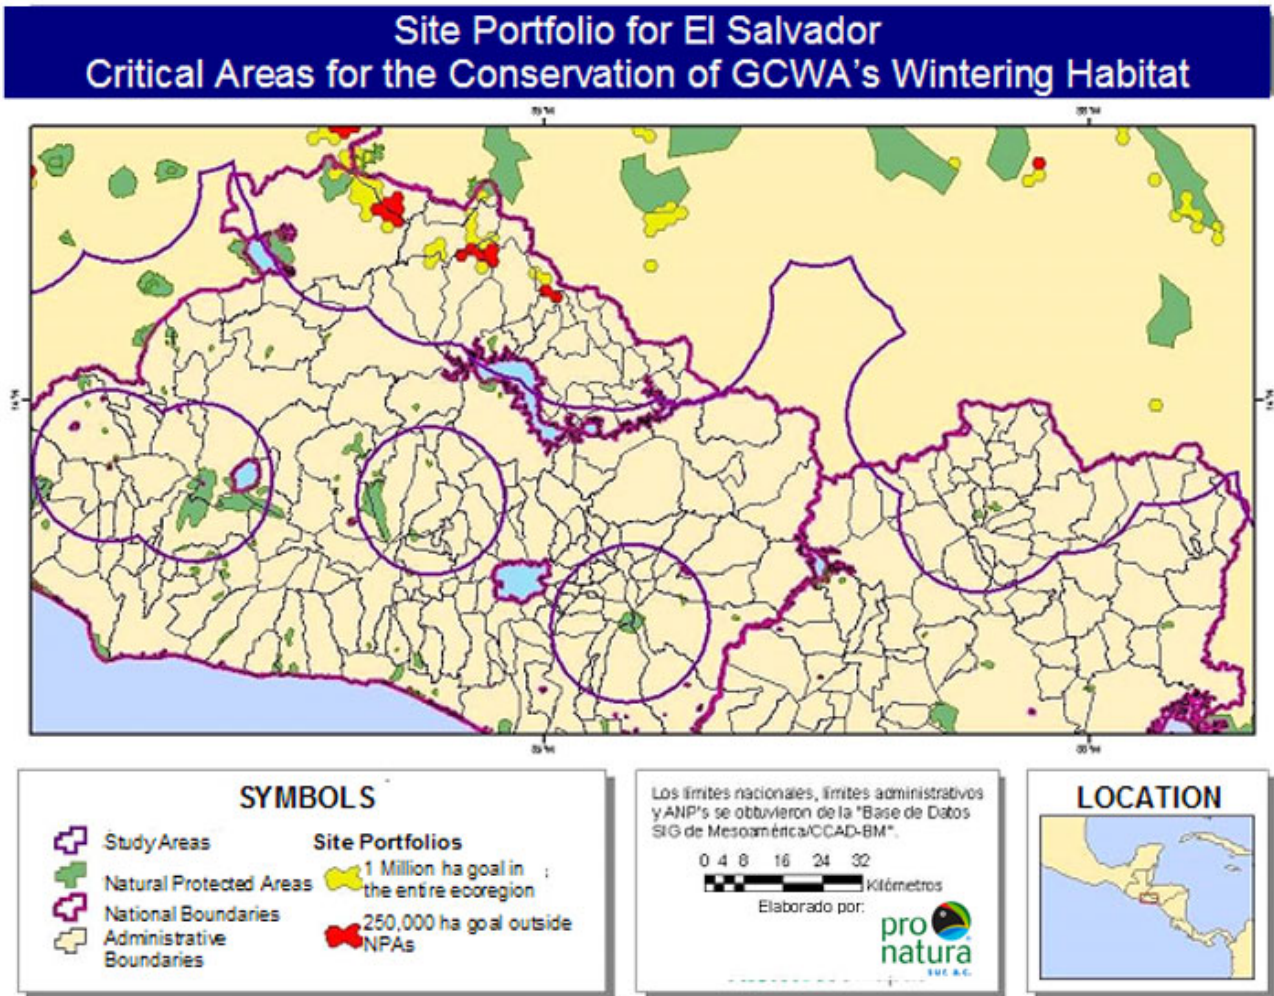 Site Portfolio for El Salvador
Critical Areas for the Conservation of GCWA's Wintering Habitat
SYMBOLS
Study Areas
Natural Protected Areas
National Boundaries
Administrative
Boundaries
Site Portfolios
1 Million ha goal in
the entire ecoregion
250,000 ha goal outside
NPAs
Los límites nacionales, límites administrativos
y ANP's se obtuvieron de la "Base de Datos
SIG de Mesoamérica/CCAD-BM".
0 4 8 16 24 32
Kilómetros
Elaborado por:
pro
natura
LOCATION